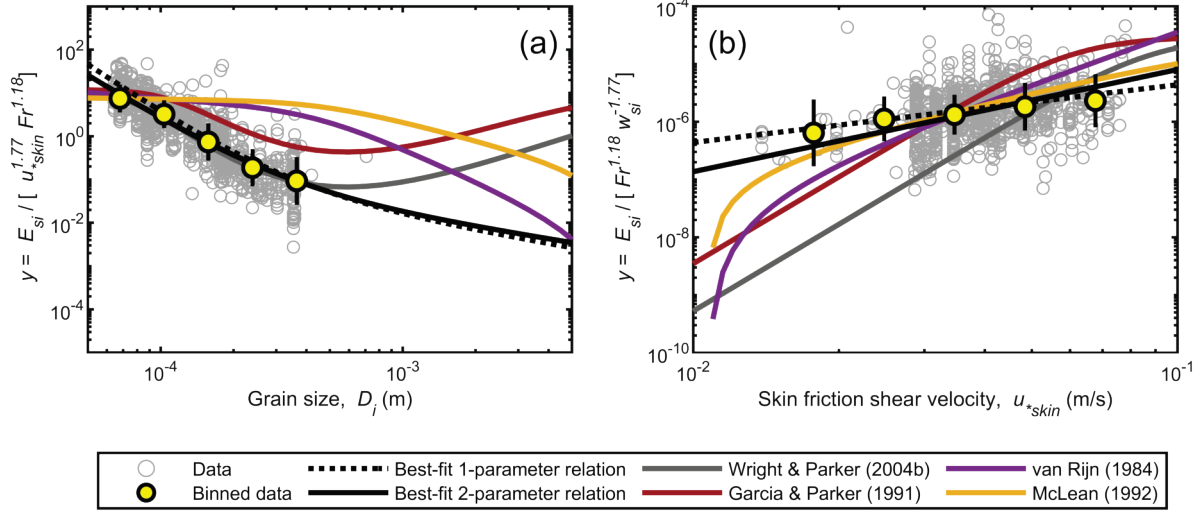 (a)
y = E_si / [ u_*skin^1.77 Fr^1.18 ]
10^2
10^0
10^-2
10^-4
10^-4
10^-3
Grain size, D_i (m)
(b)
y = E_si / [ Fr^1.18 w_si^-1.77 ]
10^-4
10^-6
10^-8
10^-10
10^-2
10^-1
Skin friction shear velocity, u_*skin (m/s)
Data
Best-fit 1-parameter relation
Wright & Parker (2004b)
van Rijn (1984)
Binned data
Best-fit 2-parameter relation
Garcia & Parker (1991)
McLean (1992)